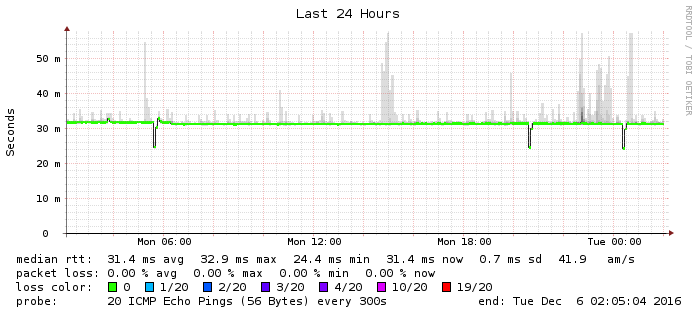 Last 24 Hours
RRDTOOL / TOBI OETIKER
Seconds
50 m
40 m
30 m
20 m
10 m
0
Mon 06:00 Mon 12:00 Mon 18:00 Tue 00:00
median rtt: 31.4 ms avg 32.9 ms max 24.4 ms min 31.4 ms now 0.7 ms sd 41.9 am/s
packet loss: 0.00 % avg 0.00 % max 0.00 % min 0.00 % now
loss color: 0 1/20 2/20 3/20 4/20 10/20 19/20
probe: 20 ICMP Echo Pings (56 Bytes) every 300s end: Tue Dec 6 02:05:04 2016